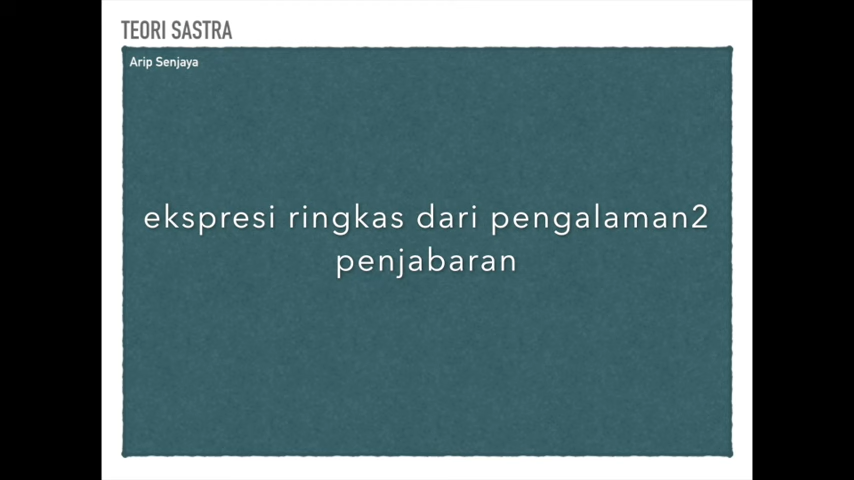 TEORI SASTRA
Arip Senjaya
ekspresi ringkas dari pengalaman2
penjabaran